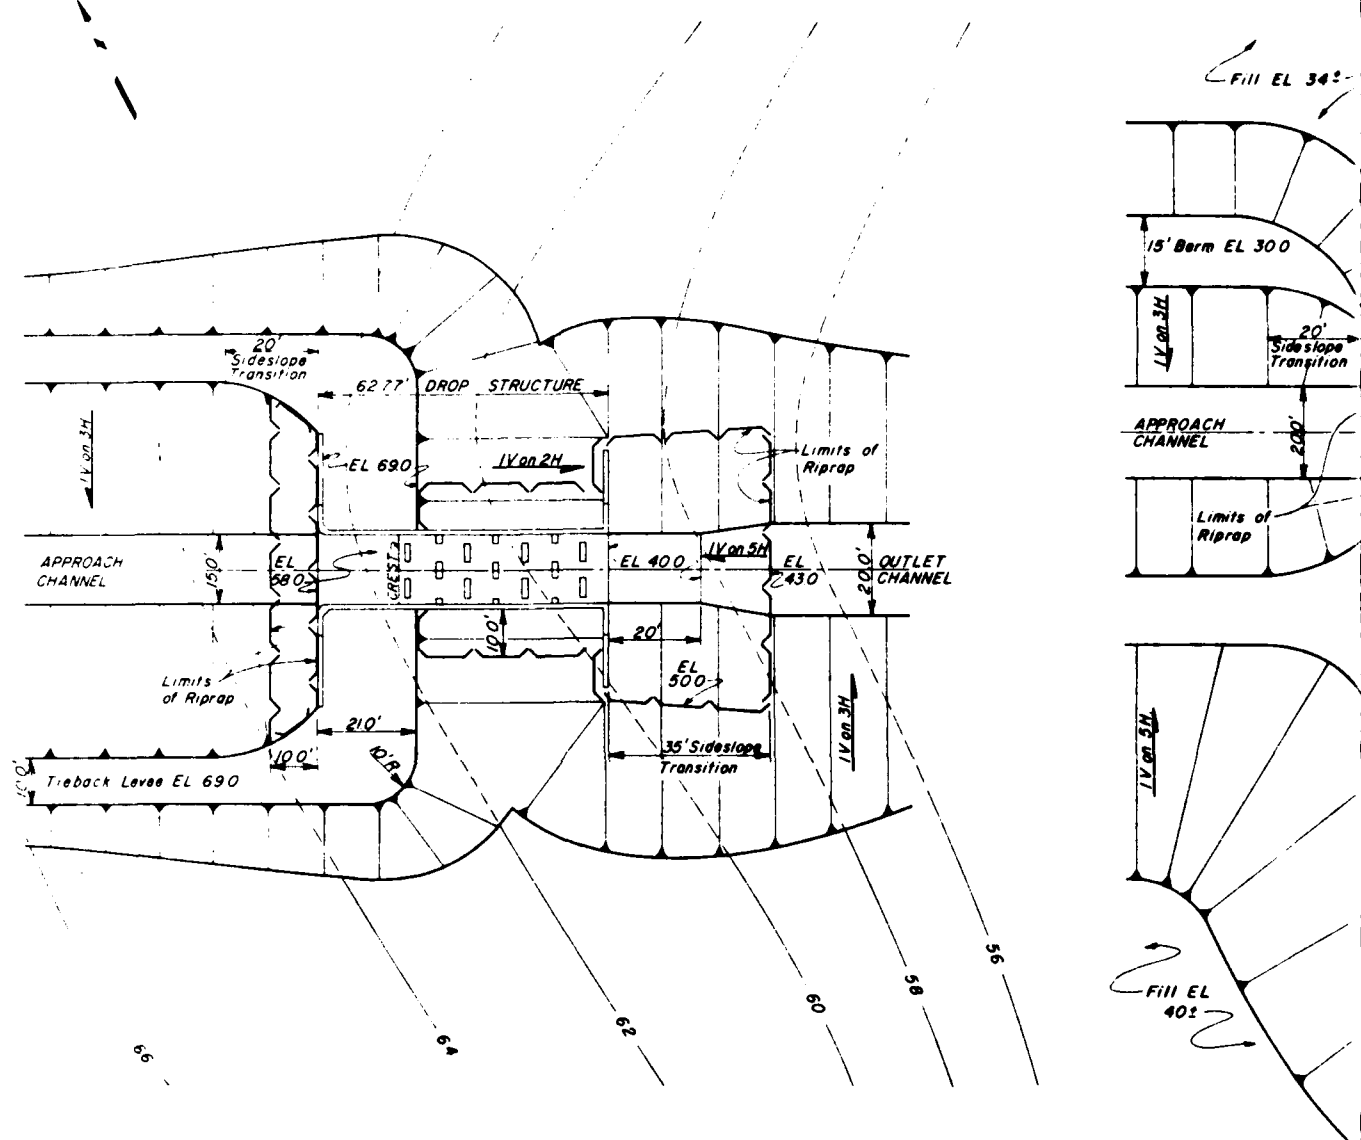 Fill EL 34±
15' Berm EL 30 0
1V on 3H
20'
Sideslope
Transition
20'
Sideslope
Transition
62 77' DROP STRUCTURE
1V on 3H
EL 69 0
1V on 2H
Limits of
Riprap
APPROACH
CHANNEL
20 0'
Limits of
Riprap
APPROACH
CHANNEL
15 0'
EL
58 0
CREST
EL 40 0
1V on 5H
EL
43 0
20 0'
OUTLET
CHANNEL
10 0'
20'
EL
50 0
Limits
of Riprap
21 0'
10 0'
10' R
35' Sideslope
Transition
1V on 3H
1V on 5H
10 0'
Tieback Levee EL 69 0
Fill EL
40±
56
58
60
62
64
66